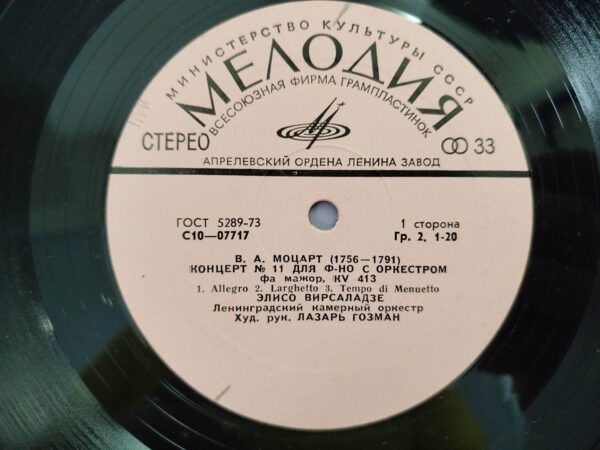 МИНИСТЕРСТВО КУЛЬТУРЫ СССР
МЕЛОДИЯ
ВСЕСОЮЗНАЯ ФИРМА ГРАМПЛАСТИНОК
СТЕРЕО
33
АПРЕЛЕВСКИЙ ОРДЕНА ЛЕНИНА ЗАВОД
ГОСТ 5289-73 1 сторона
С10—07717 Гр. 2, 1-20
В. А. МОЦАРТ (1756—1791)
КОНЦЕРТ № 11 ДЛЯ Ф-НО С ОРКЕСТРОМ
фа мажор, KV 413
1. Allegro 2. Larghetto 3. Tempo di Menuetto
ЭЛИСО ВИРСАЛАДЗЕ
Ленинградский камерный оркестр
Худ. рук. ЛАЗАРЬ ГОЗМАН